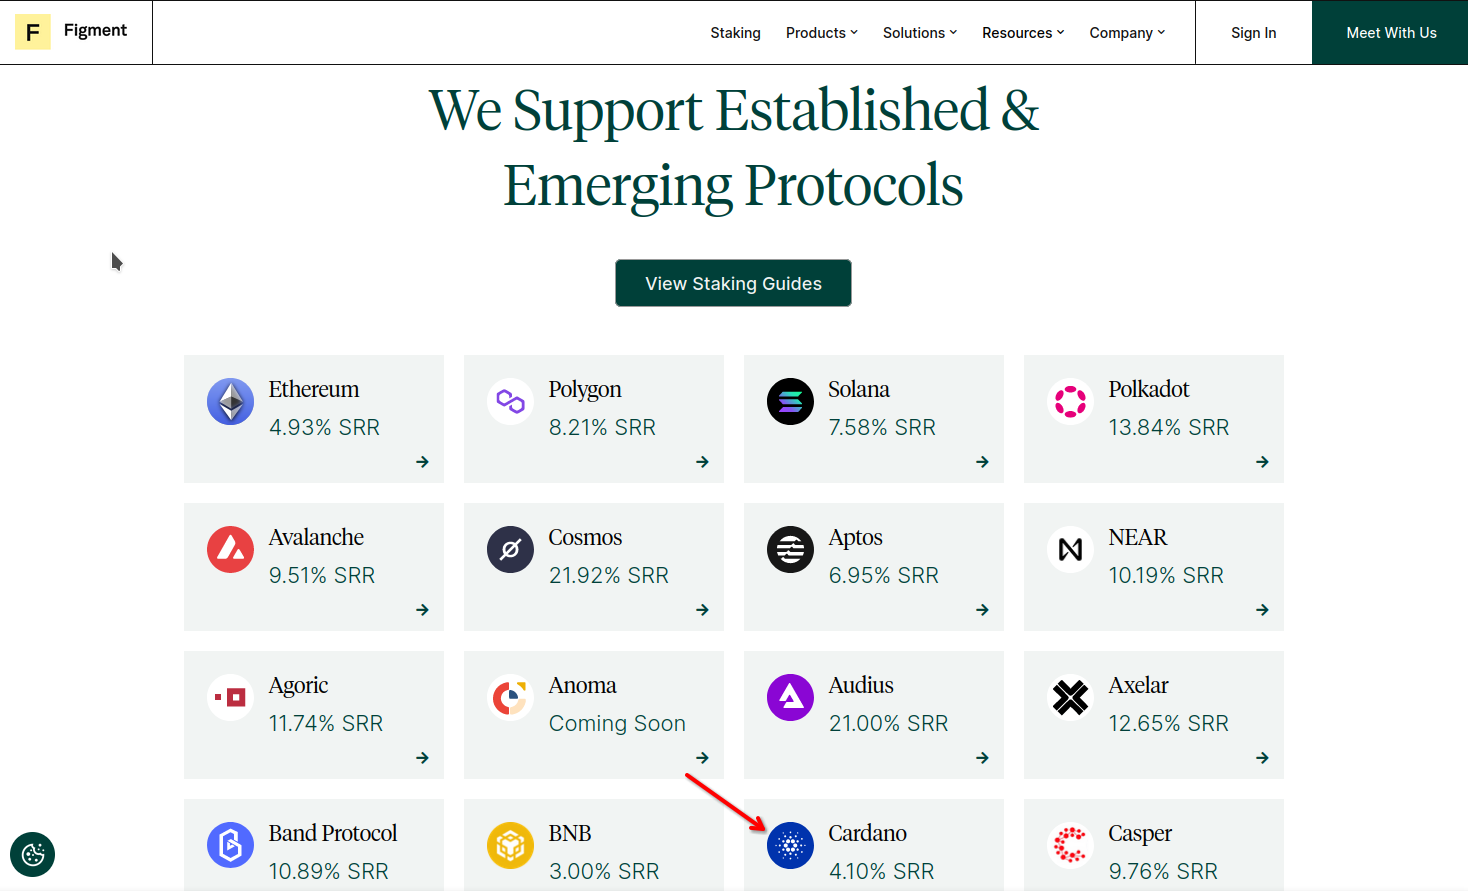 F Figment
Staking Products Solutions Resources Company Sign In Meet With Us
We Support Established &
Emerging Protocols
View Staking Guides
Ethereum
4.93% SRR
Polygon
8.21% SRR
Solana
7.58% SRR
Polkadot
13.84% SRR
Avalanche
9.51% SRR
Cosmos
21.92% SRR
Aptos
6.95% SRR
NEAR
10.19% SRR
Agoric
11.74% SRR
Anoma
Coming Soon
Audius
21.00% SRR
Axelar
12.65% SRR
Band Protocol
10.89% SRR
BNB
3.00% SRR
Cardano
4.10% SRR
Casper
9.76% SRR